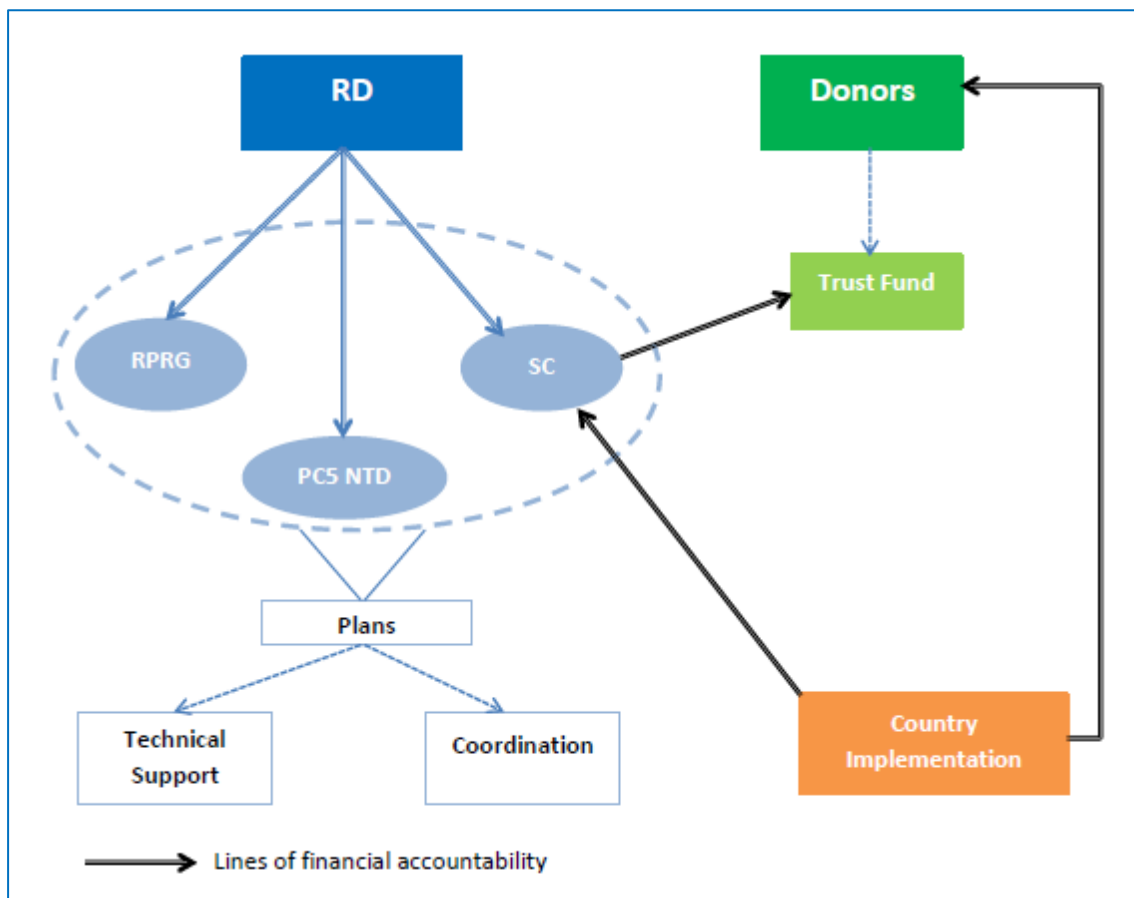 RD
Donors
Trust Fund
RPRG
SC
PC5 NTD
Plans
Technical
Support
Coordination
Country
Implementation
Lines of financial accountability